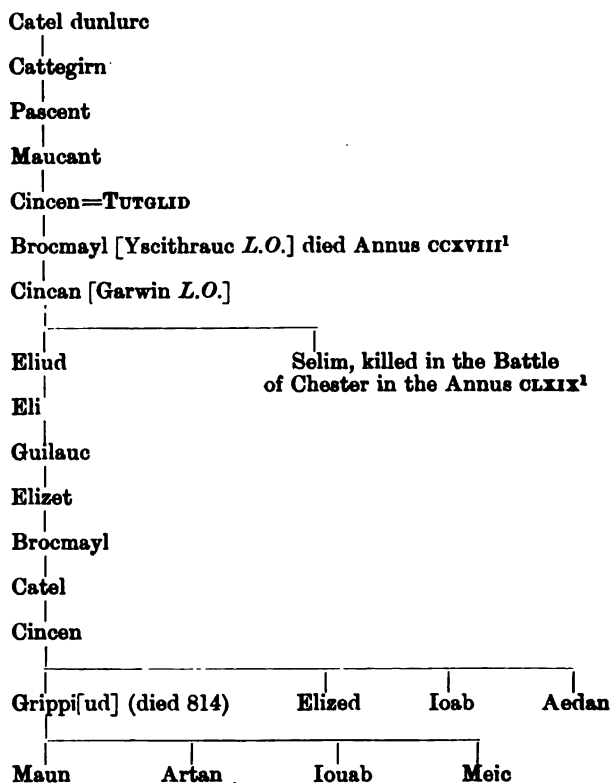 Catel dunlurc
Cattegirn
Pascent
Maucant
Cincen=TUTGLID
Brocmayl [Yscithrauc L.O.] died Annus CCXVIII¹
Cincan [Garwin L.O.]
Eliud
Selim, killed in the Battle
of Chester in the Annus CLXIX¹
Eli
Guilauc
Elizet
Brocmayl
Catel
Cincen
Grippi[ud] (died 814) Elized Ioab Aedan
Maun Artan Iouab Meic